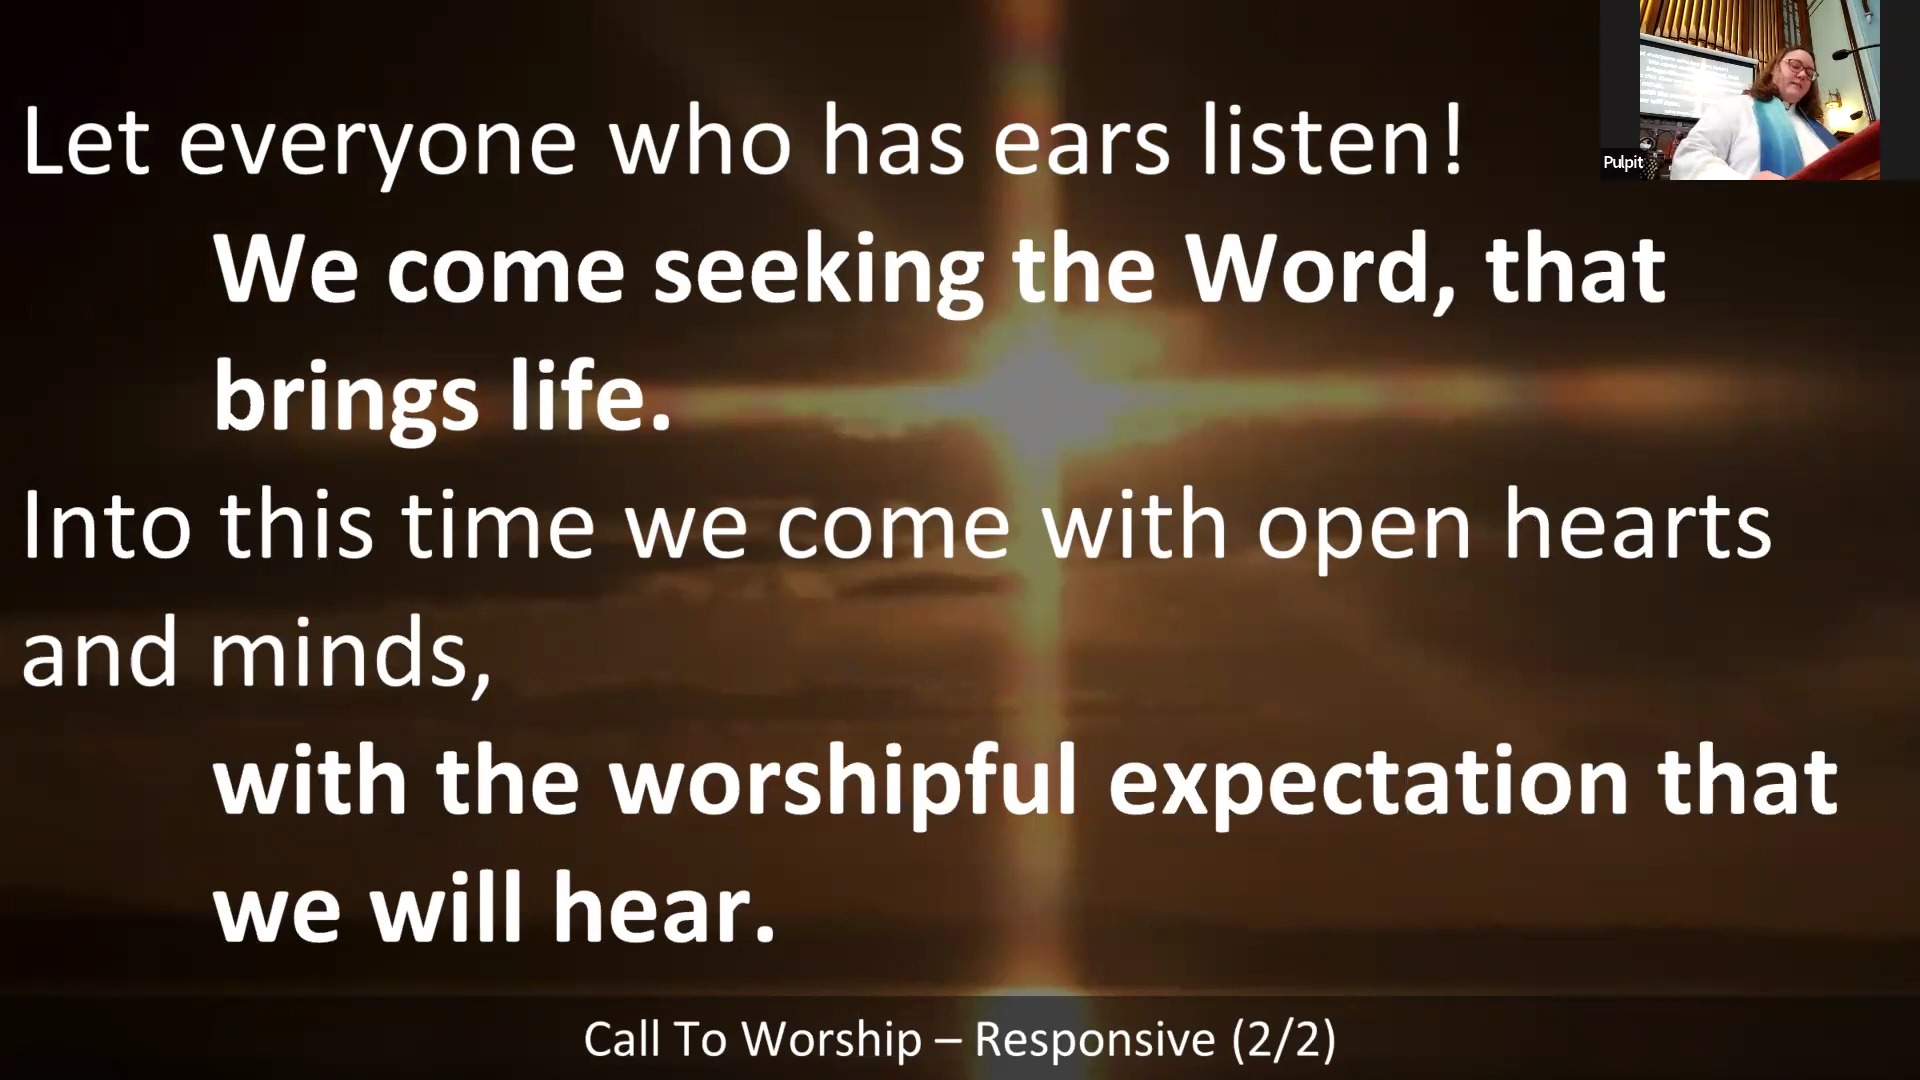 Let everyone who has ears listen!
We come seeking the Word, that
brings life.
Into this time we come with open hearts
and minds,
with the worshipful expectation that
we will hear.
Call To Worship – Responsive (2/2)
Pulpit